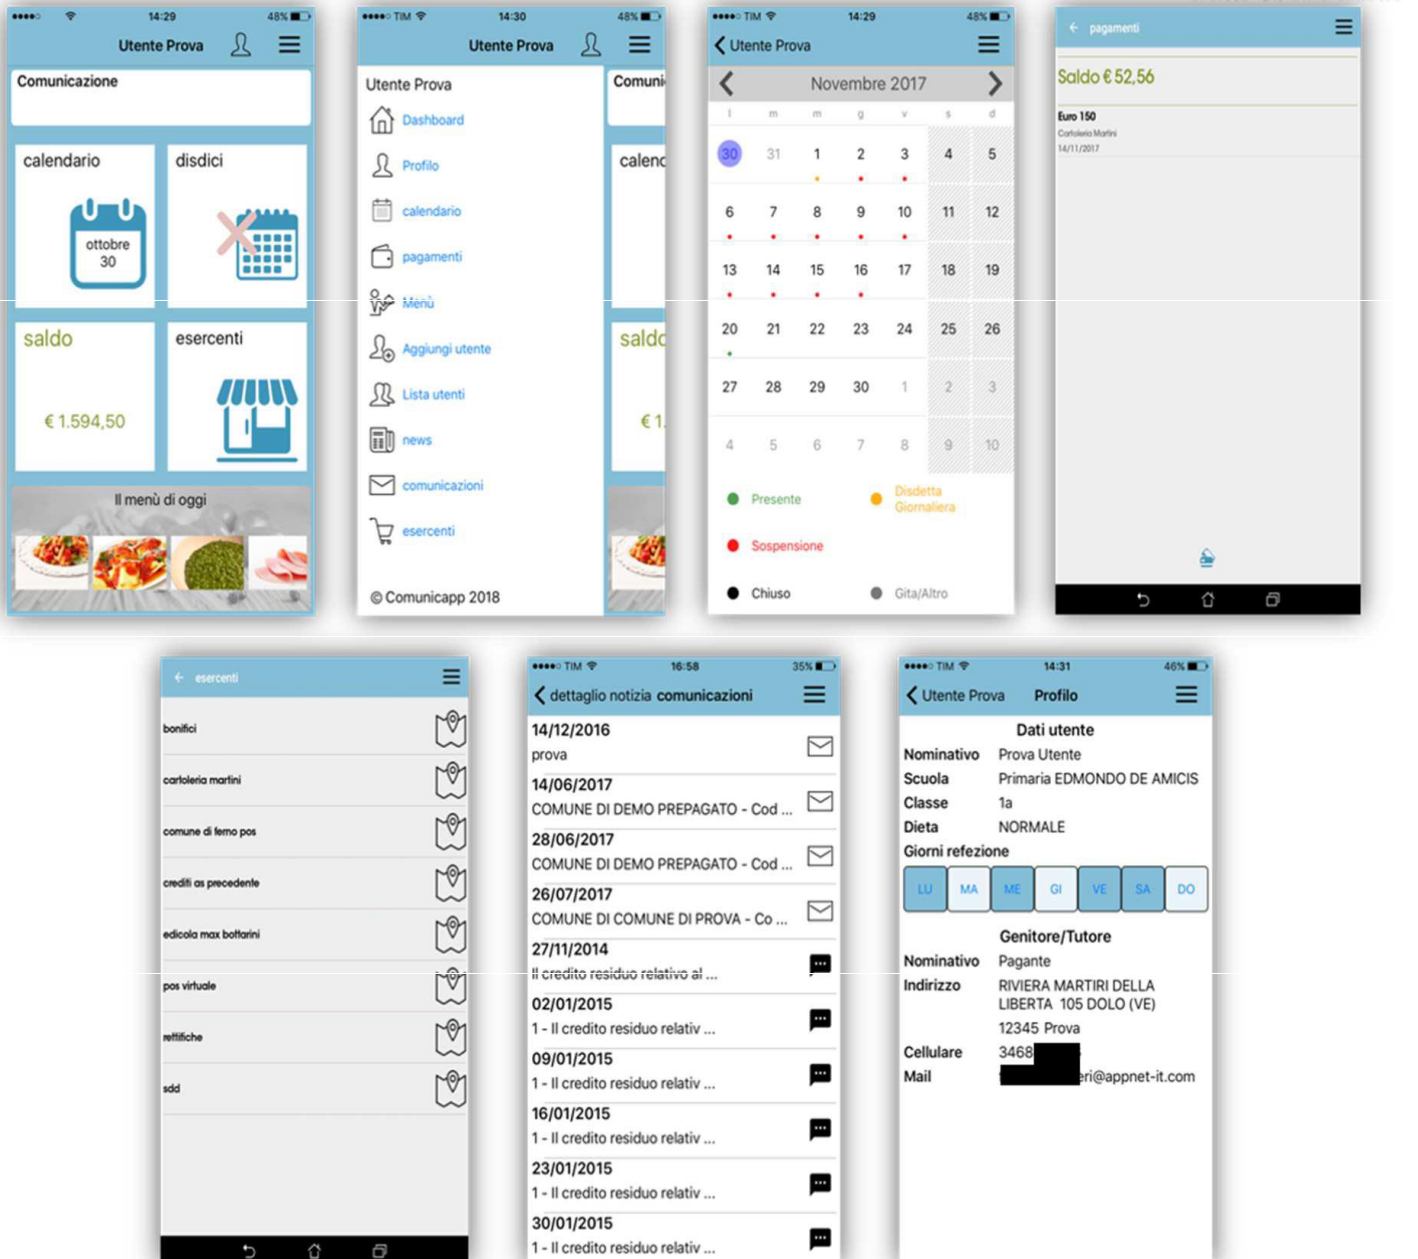 14:29 48%
Utente Prova
Comunicazione
calendario
disdici
ottobre
30
saldo
esercenti
€ 1.594,50
Il menù di oggi
TIM 14:30 48%
Utente Prova
Utente Prova
Dashboard
Profilo
calendario
pagamenti
Menù
Aggiungi utente
Lista utenti
news
comunicazioni
esercenti
© Comunicapp 2018
Comuni
calend
saldo
€ 1.
TIM 14:29 48%
Utente Prova
Novembre 2017
l m m g v s d
30 31 1 2 3 4 5
6 7 8 9 10 11 12
13 14 15 16 17 18 19
20 21 22 23 24 25 26
27 28 29 30 1 2 3
4 5 6 7 8 9 10
Presente
Disdetta
Giornaliera
Sospensione
Chiuso
Gita/Altro
pagamenti
Saldo € 52,56
Euro 150
Cartoleria Martini
14/11/2017
esercenti
bonifici
cartoleria martini
comune di ferno pos
crediti as precedente
edicola max bottarini
pos virtuale
rettifiche
sdd
TIM 16:58 35%
dettaglio notizia comunicazioni
14/12/2016
prova
14/06/2017
COMUNE DI DEMO PREPAGATO - Cod ...
28/06/2017
COMUNE DI DEMO PREPAGATO - Cod ...
26/07/2017
COMUNE DI COMUNE DI PROVA - Co ...
27/11/2014
Il credito residuo relativo al ...
02/01/2015
1 - Il credito residuo relativ ...
09/01/2015
1 - Il credito residuo relativ ...
16/01/2015
1 - Il credito residuo relativ ...
23/01/2015
1 - Il credito residuo relativ ...
30/01/2015
1 - Il credito residuo relativ ...
TIM 14:31 46%
Utente Prova Profilo
Dati utente
Nominativo Prova Utente
Scuola Primaria EDMONDO DE AMICIS
Classe 1a
Dieta NORMALE
Giorni refezione
LU MA ME GI VE SA DO
Genitore/Tutore
Nominativo Pagante
Indirizzo RIVIERA MARTIRI DELLA
LIBERTA 105 DOLO (VE)
12345 Prova
Cellulare 3468
Mail eri@appnet-it.com